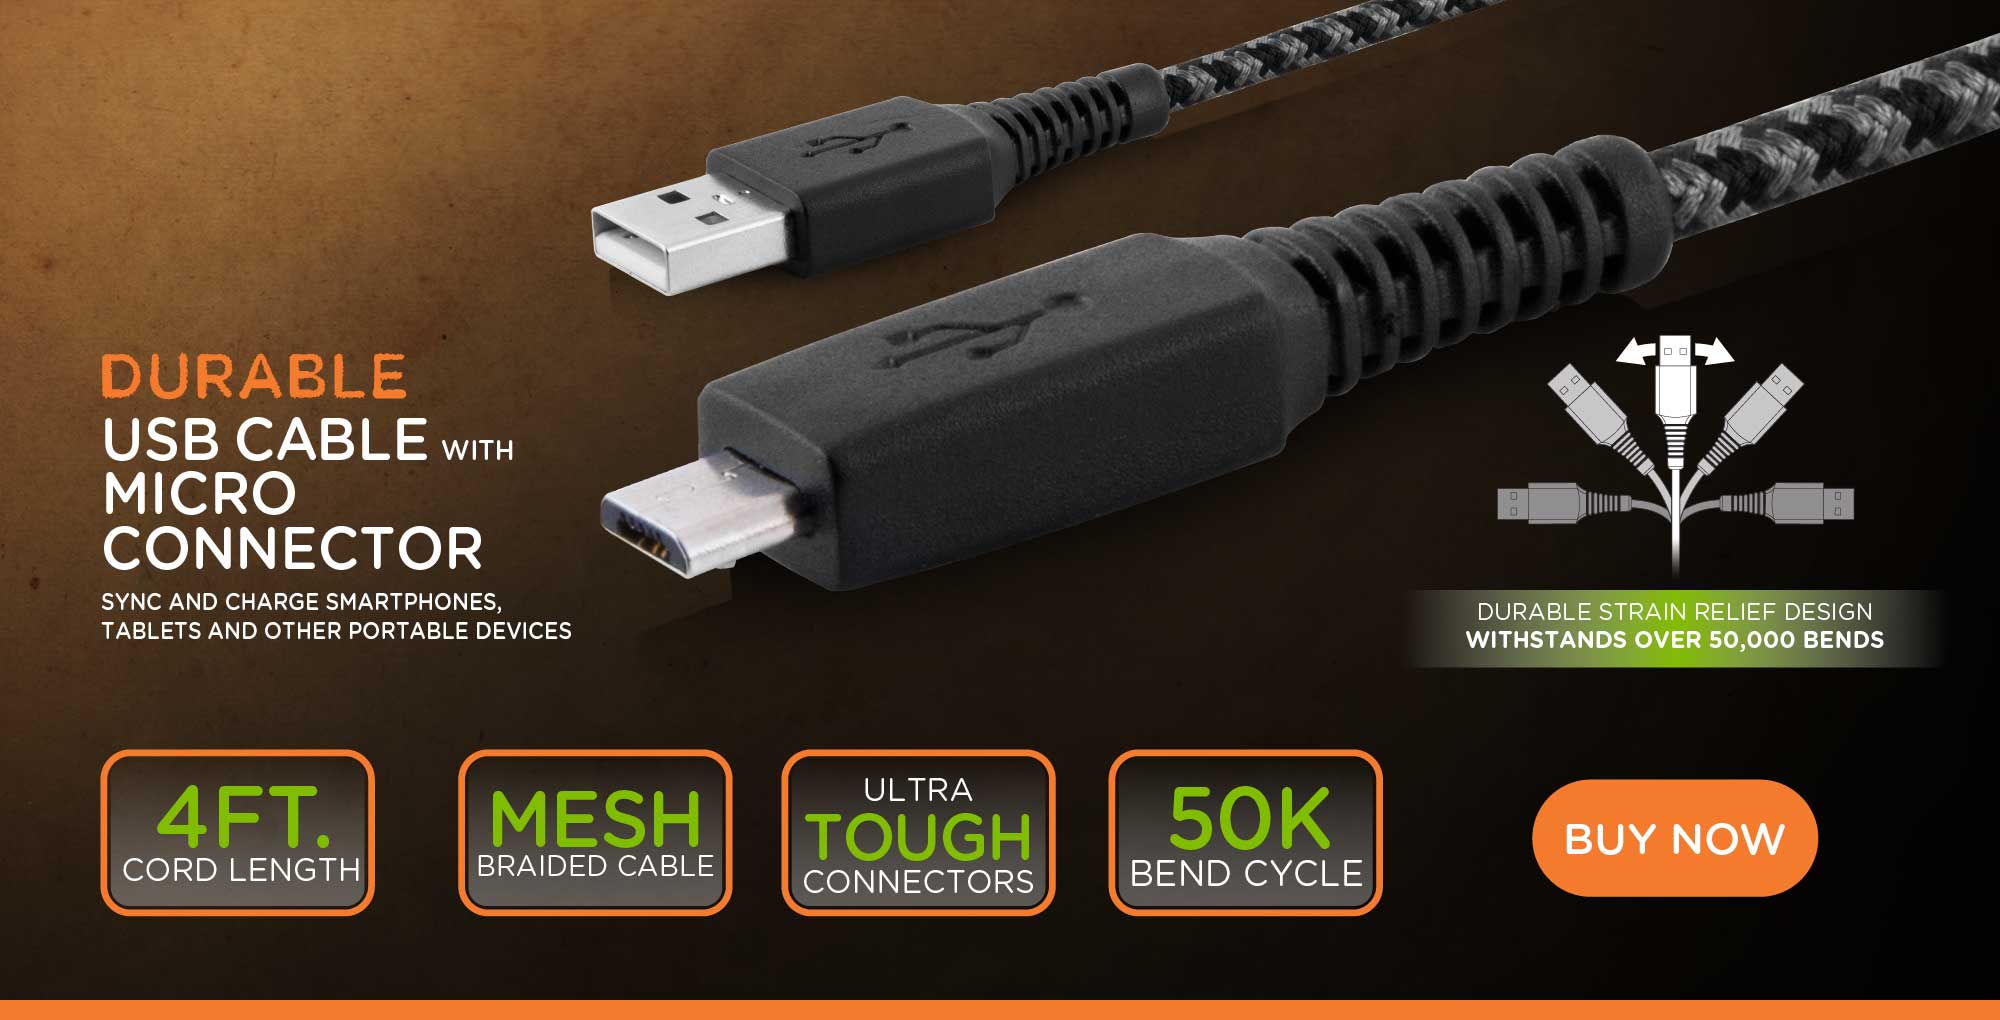 DURABLE
USB CABLE WITH
MICRO
CONNECTOR
SYNC AND CHARGE SMARTPHONES,
TABLETS AND OTHER PORTABLE DEVICES
DURABLE STRAIN RELIEF DESIGN
WITHSTANDS OVER 50,000 BENDS
4FT.
CORD LENGTH
MESH
BRAIDED CABLE
ULTRA
TOUGH
CONNECTORS
50K
BEND CYCLE
BUY NOW